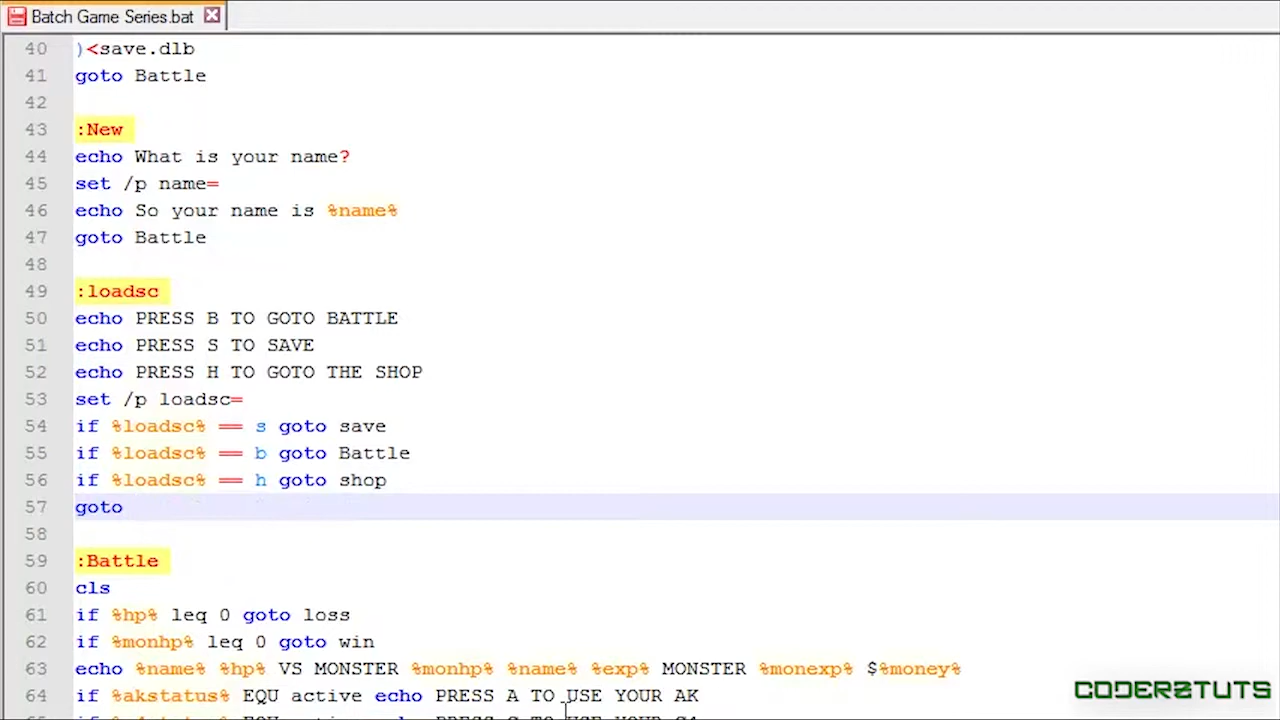 Batch Game Series.bat
40 )<save.dlb
41 goto Battle
42
43 :New
44 echo What is your name?
45 set /p name=
46 echo So your name is %name%
47 goto Battle
48
49 :loadsc
50 echo PRESS B TO GOTO BATTLE
51 echo PRESS S TO SAVE
52 echo PRESS H TO GOTO THE SHOP
53 set /p loadsc=
54 if %loadsc% == s goto save
55 if %loadsc% == b goto Battle
56 if %loadsc% == h goto shop
57 goto
58
59 :Battle
60 cls
61 if %hp% leq 0 goto loss
62 if %monhp% leq 0 goto win
63 echo %name% %hp% VS MONSTER %monhp% %name% %exp% MONSTER %monexp% $%money%
64 if %akstatus% EQU active echo PRESS A TO USE YOUR AK
CODERZTUTS